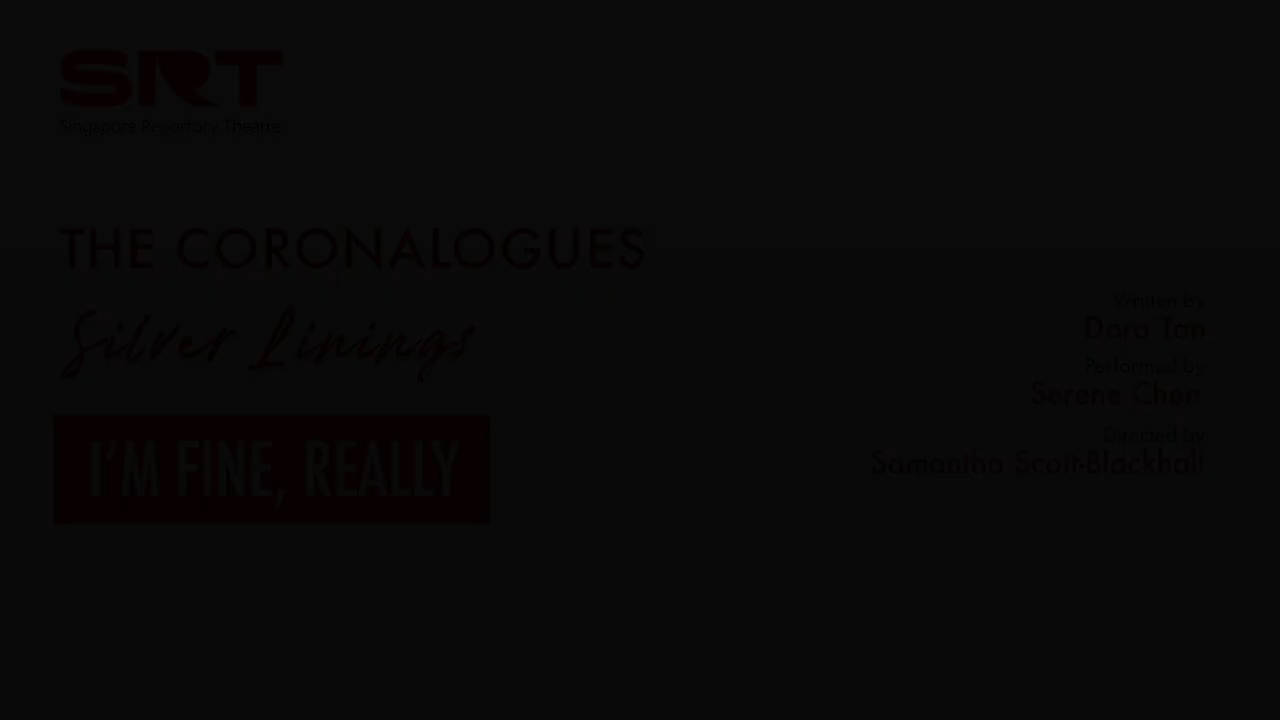 SRT
Singapore Repertory Theatre
THE CORONALOGUES
Silver Linings
I'M FINE, REALLY
Written by
Dora Tan
Performed by
Serene Chen
Directed by
Samantha Scott-Blackhall